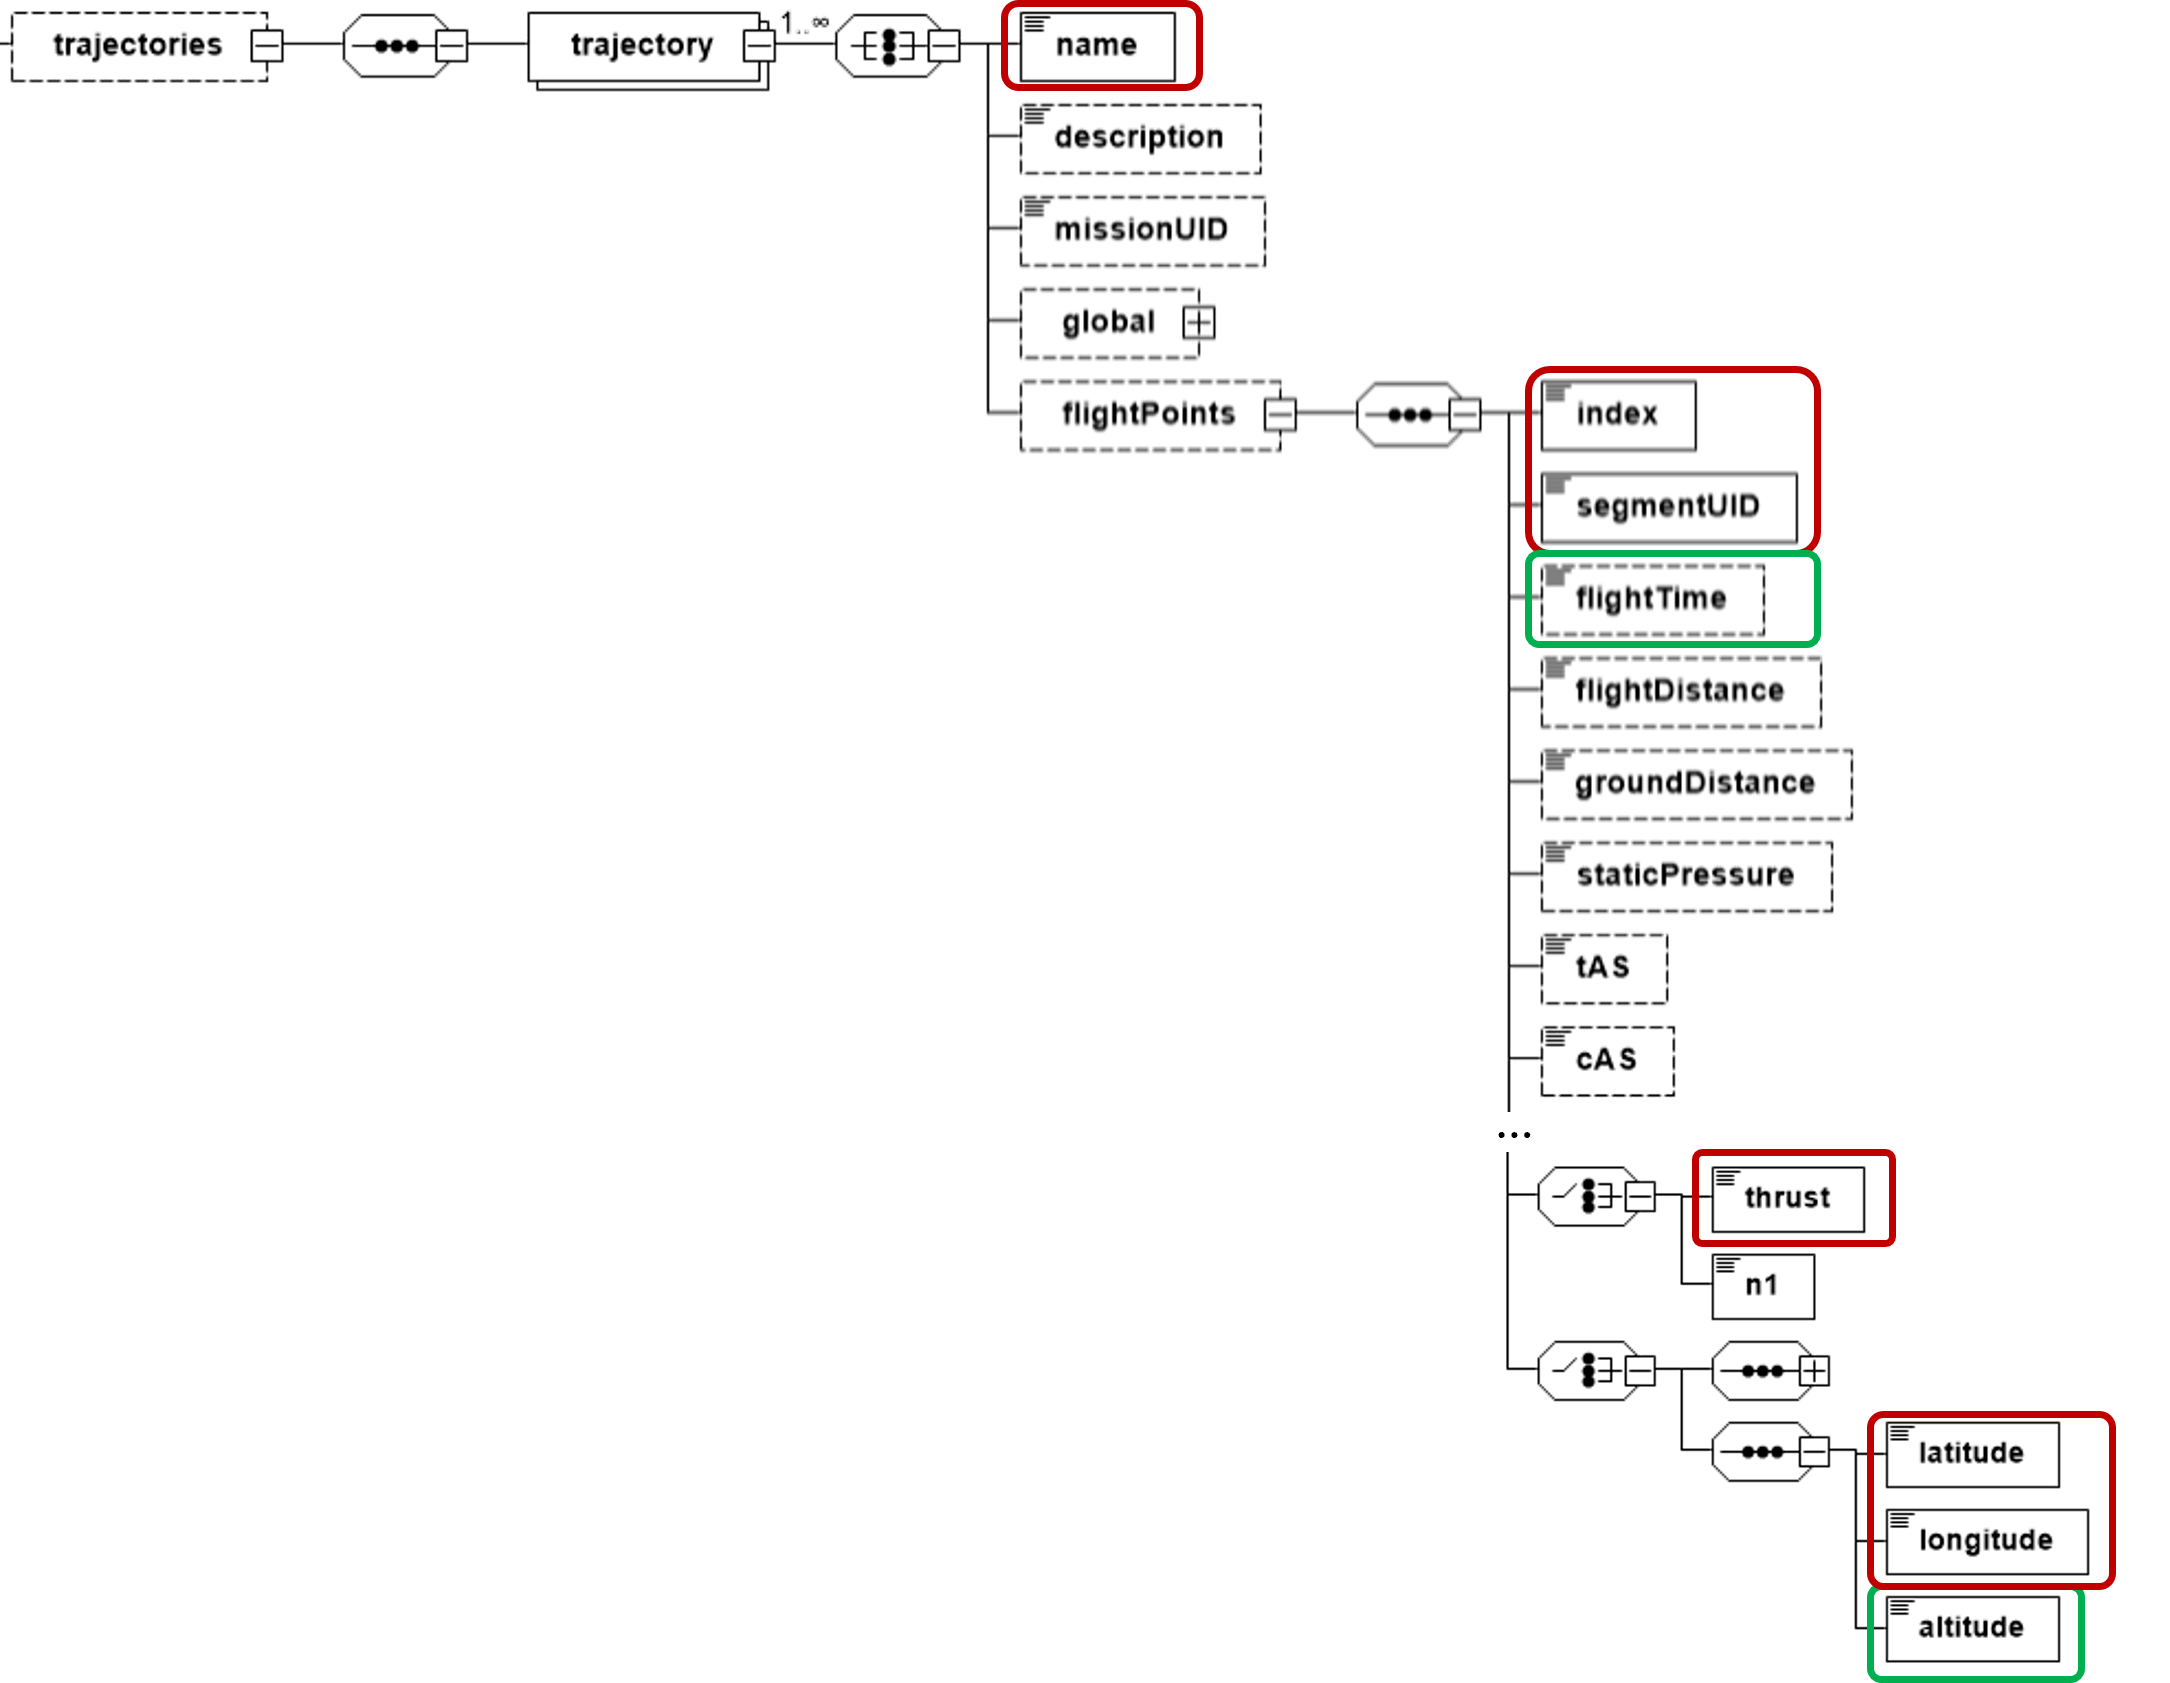 trajectories
trajectory
1..∞
name
description
missionUID
global
flightPoints
index
segmentUID
flightTime
flightDistance
groundDistance
staticPressure
tAS
cAS
...
thrust
n1
latitude
longitude
altitude